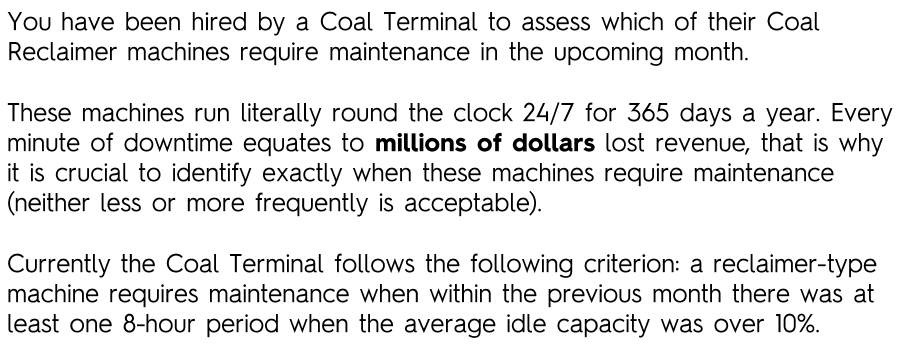 You have been hired by a Coal Terminal to assess which of their Coal
Reclaimer machines require maintenance in the upcoming month.
These machines run literally round the clock 24/7 for 365 days a year. Every
minute of downtime equates to millions of dollars lost revenue, that is why
it is crucial to identify exactly when these machines require maintenance
(neither less or more frequently is acceptable).
Currently the Coal Terminal follows the following criterion: a reclaimer-type
machine requires maintenance when within the previous month there was at
least one 8-hour period when the average idle capacity was over 10%.